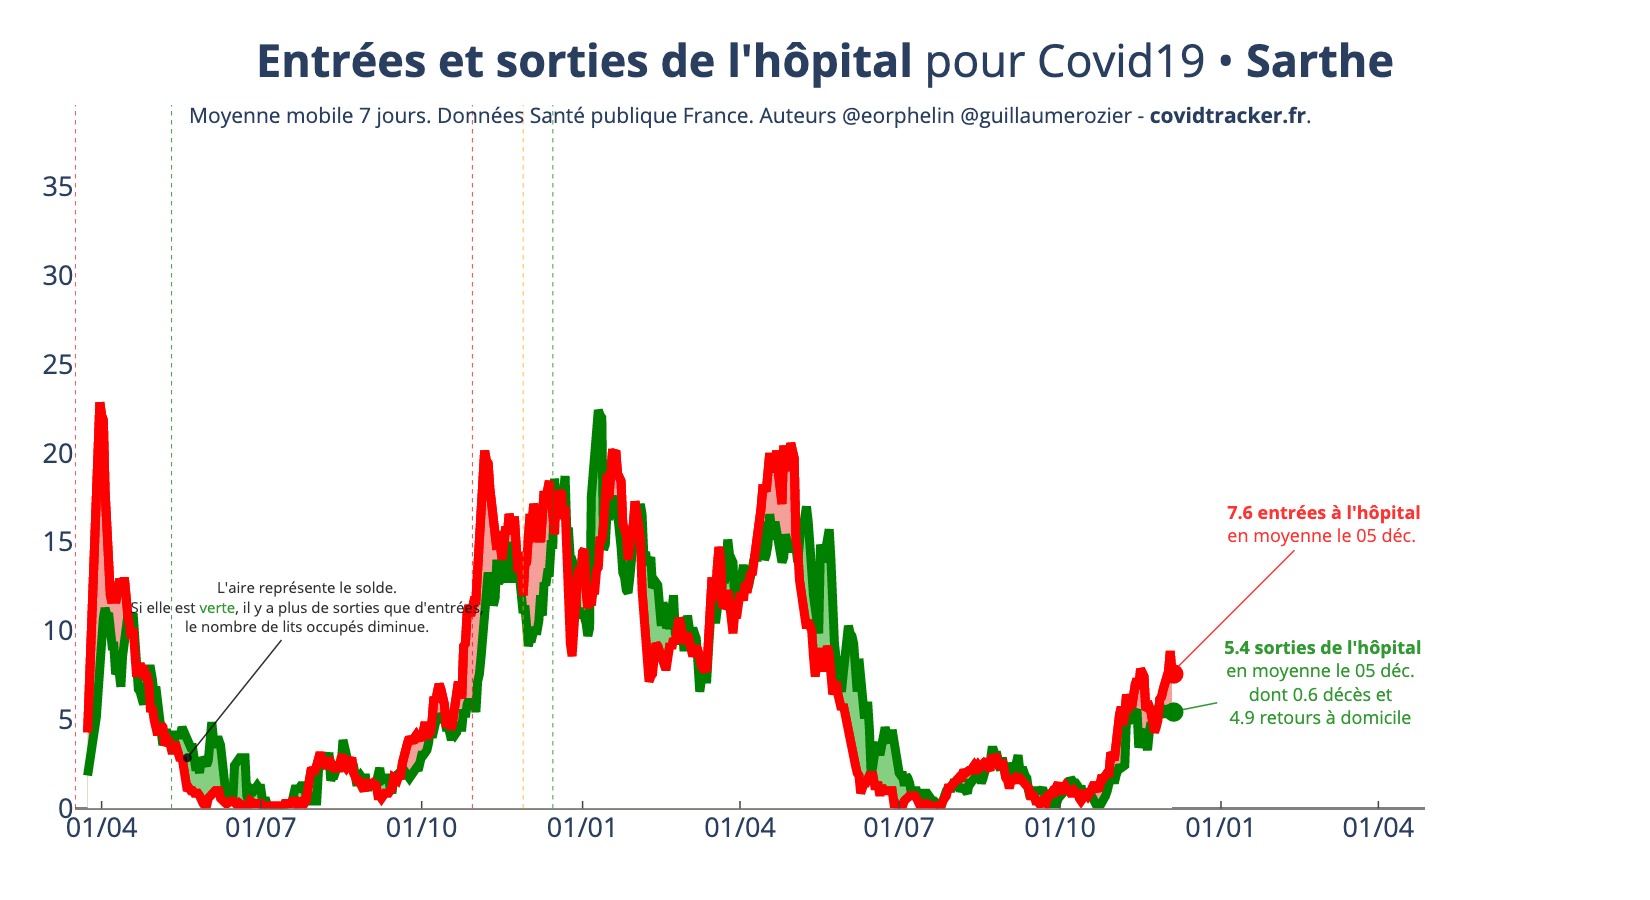 Entrées et sorties de l'hôpital pour Covid19 • Sarthe
Moyenne mobile 7 jours. Données Santé publique France. Auteurs @eorphelin @guillaumerozier - covidtracker.fr.
35
30
25
20
15
10
5
0
L'aire représente le solde.
Si elle est verte, il y a plus de sorties que d'entrées,
le nombre de lits occupés diminue.
7.6 entrées à l'hôpital
en moyenne le 05 déc.
5.4 sorties de l'hôpital
en moyenne le 05 déc.
dont 0.6 décès et
4.9 retours à domicile
01/04 01/07 01/10 01/01 01/04 01/07 01/10 01/01 01/04